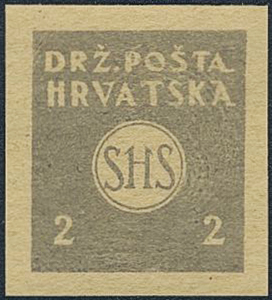 DRŽ. POŠTA
HRVATSKA
SHS
2 2